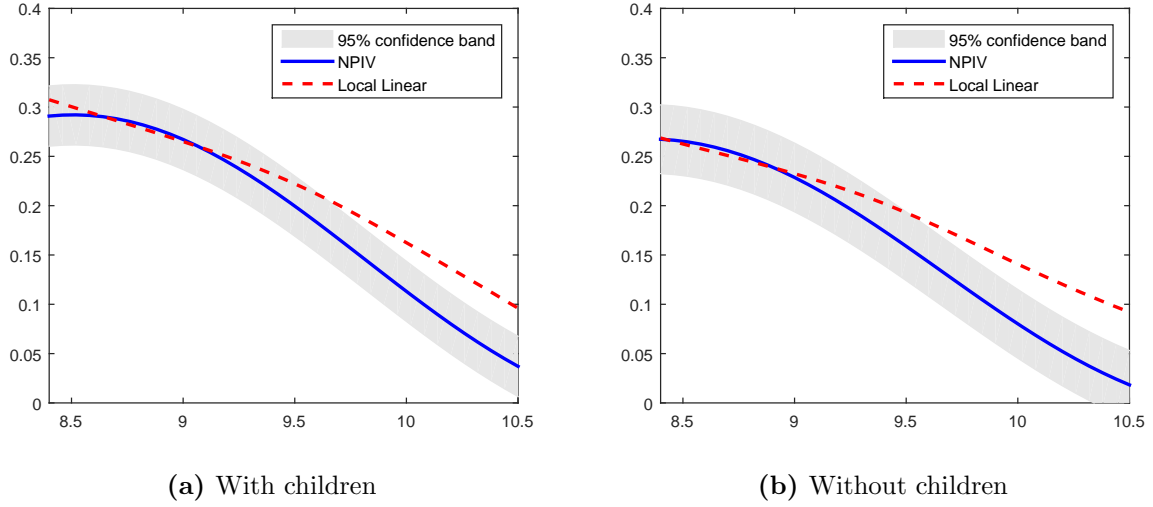 0.4
0.35
0.3
0.25
0.2
0.15
0.1
0.05
0
8.5 9 9.5 10 10.5
95% confidence band
NPIV
Local Linear
(a) With children
0.4
0.35
0.3
0.25
0.2
0.15
0.1
0.05
0
8.5 9 9.5 10 10.5
95% confidence band
NPIV
Local Linear
(b) Without children